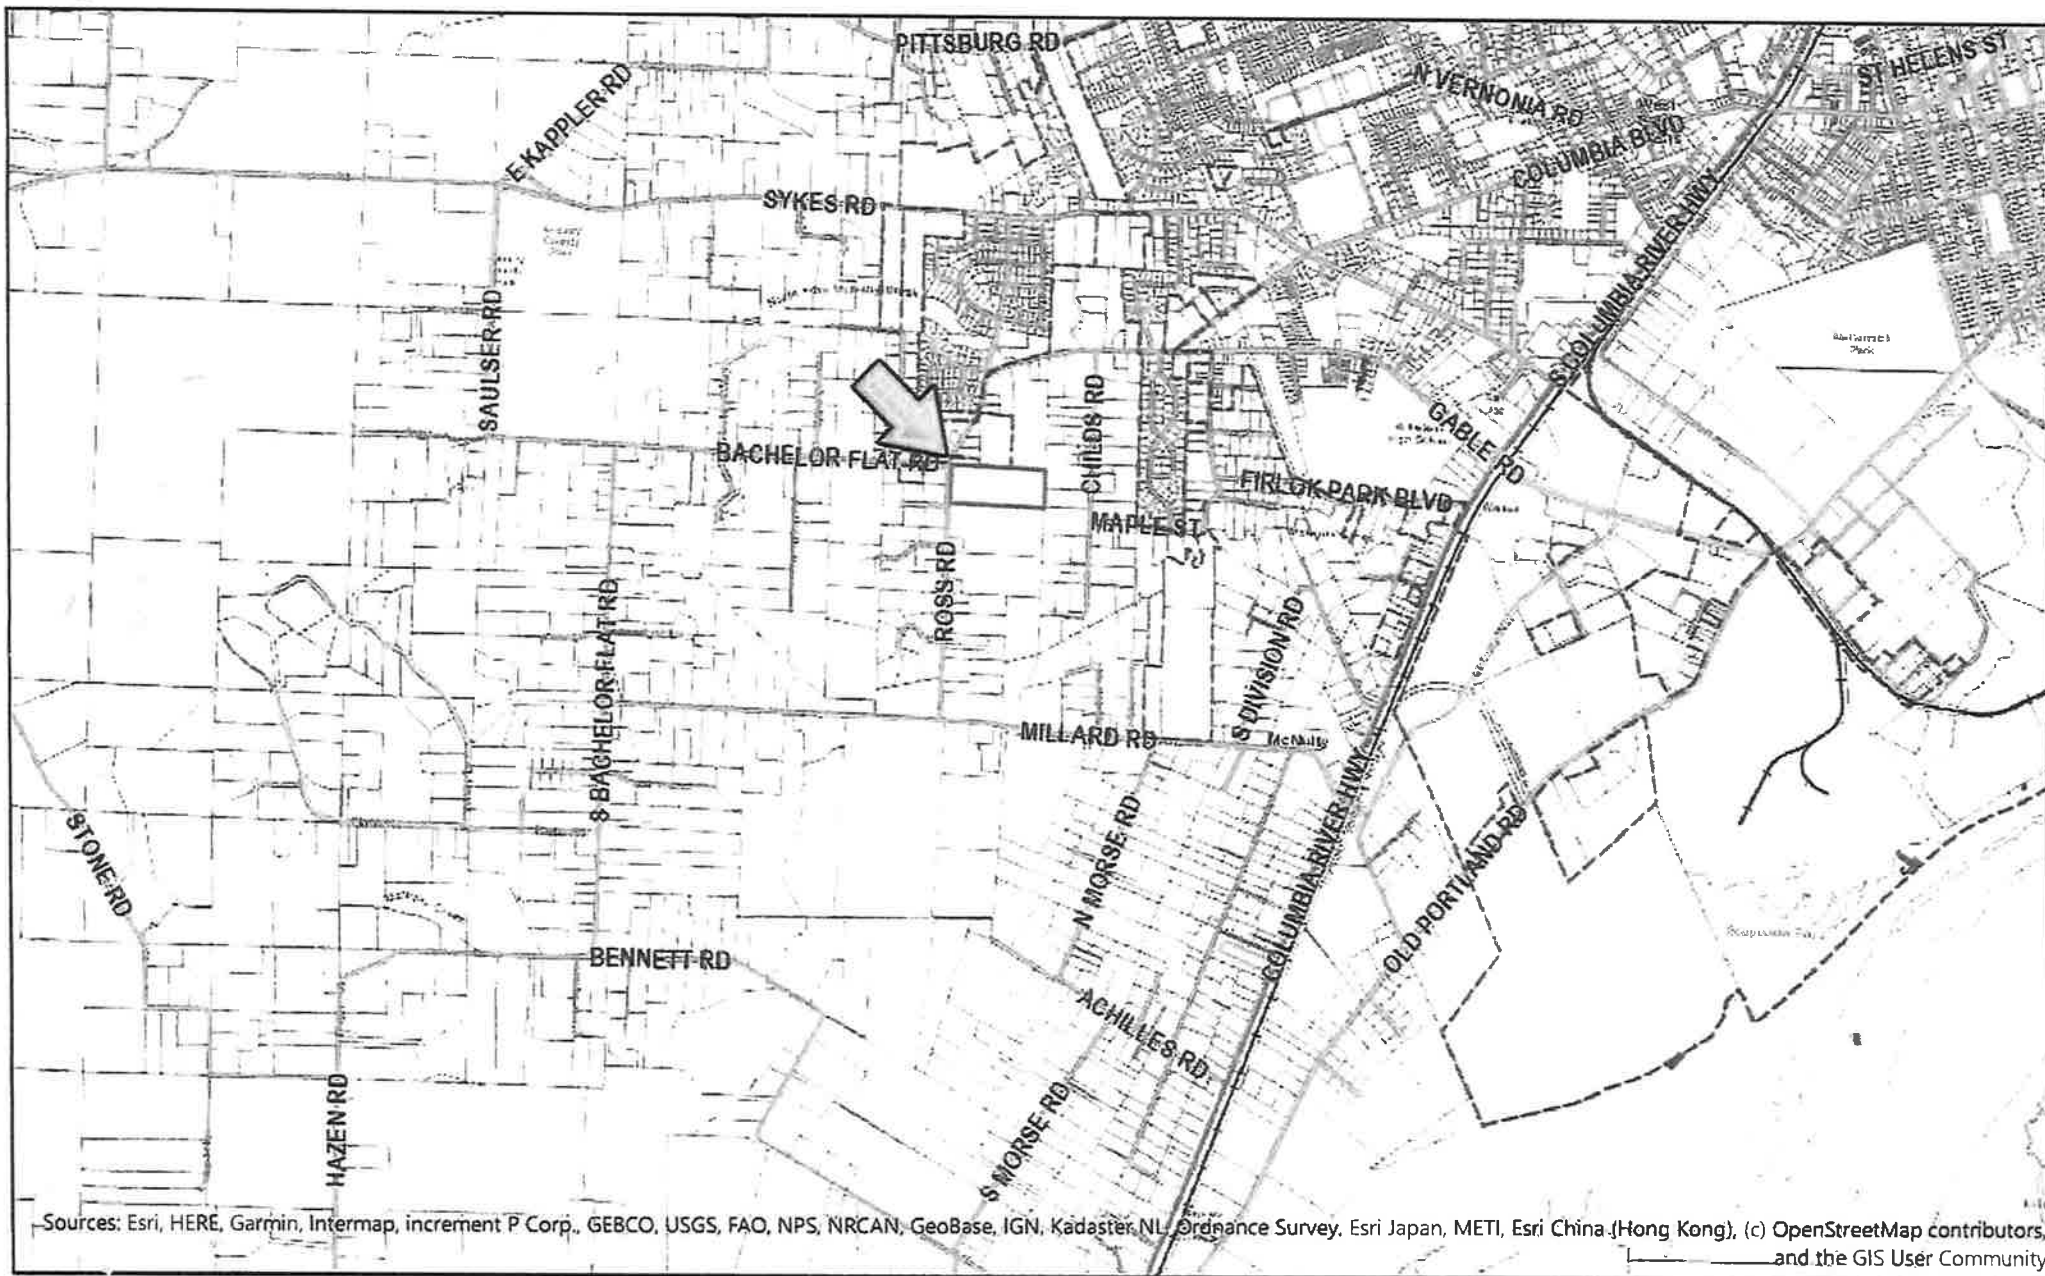 PITTSBURG RD
ST HELENS ST
E KAPPLER RD
N VERNONIA RD
COLUMBIA BLVD
SYKES RD
S COLUMBIA RIVER HWY
SAULSER RD
CHILDS RD
GABLE RD
BACHELOR FLAT RD
FIRLOK PARK BLVD
MAPLE ST
ROSS RD
S BACHELOR FLAT RD
S DIVISION RD
MILLARD RD
McNulty
STONE RD
N MORSE RD
COLUMBIA RIVER HWY
OLD PORTLAND RD
BENNETT RD
ACHILLES RD
HAZEN RD
S MORSE RD
Sources: Esri, HERE, Garmin, Intermap, increment P Corp., GEBCO, USGS, FAO, NPS, NRCAN, GeoBase, IGN, Kadaster NL, Ordnance Survey, Esri Japan, METI, Esri China (Hong Kong), (c) OpenStreetMap contributors,
and the GIS User Community